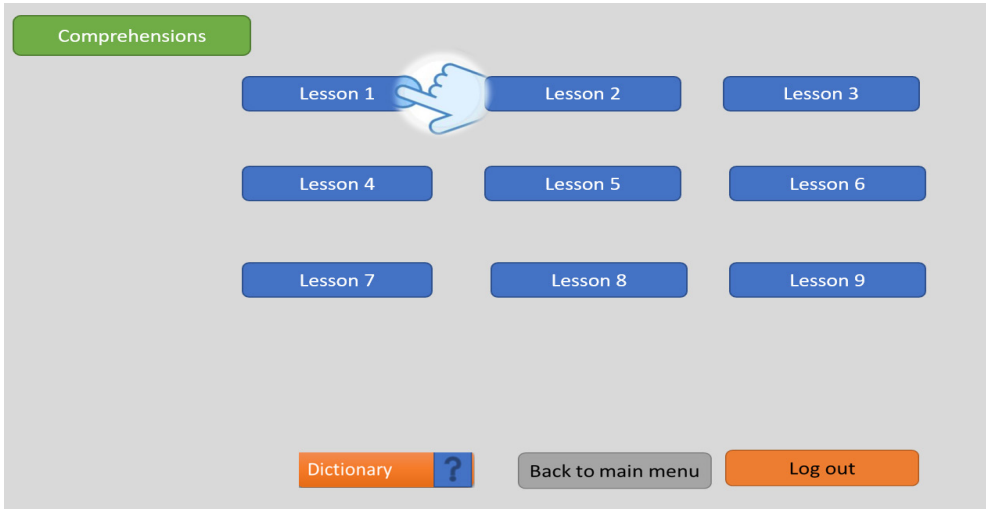 Comprehensions
Lesson 1
Lesson 2
Lesson 3
Lesson 4
Lesson 5
Lesson 6
Lesson 7
Lesson 8
Lesson 9
Dictionary ?
Back to main menu
Log out